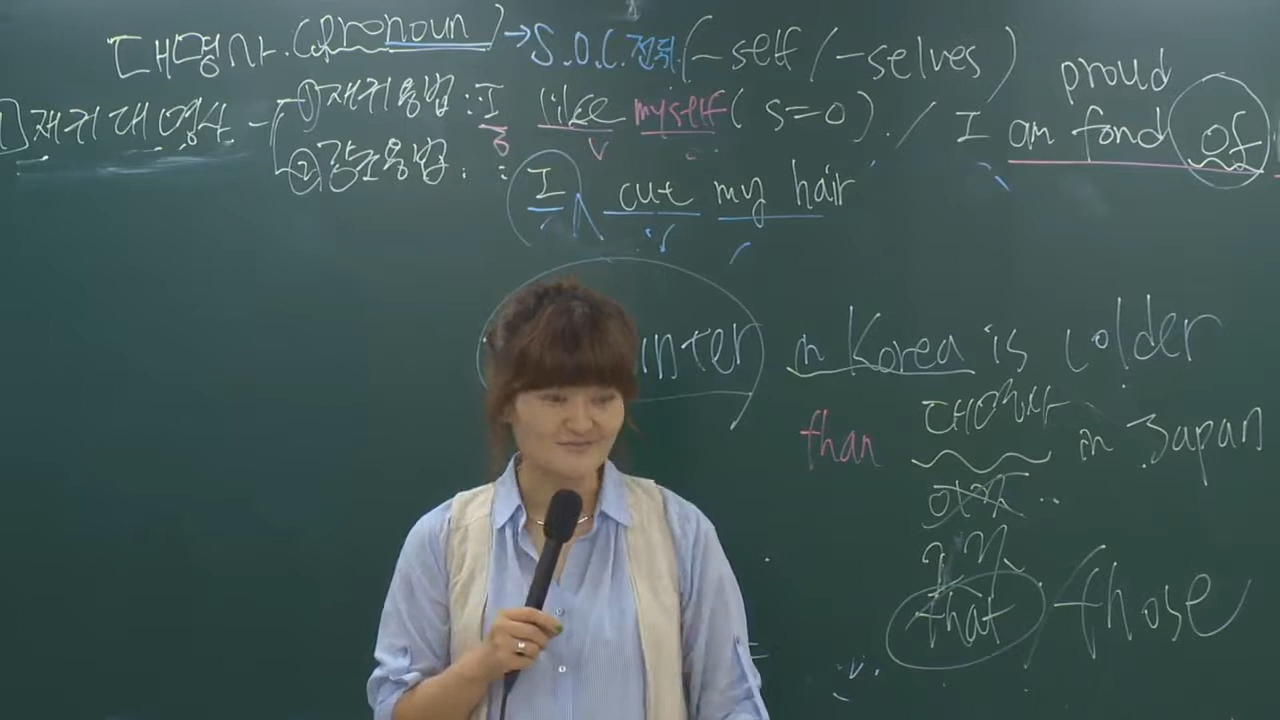 대명사. (pronoun) → S.O.C.전목 (-self / -selves)
1) 재귀대명사 - ① 재귀용법 : I like myself (S=O). / I am fond of
proud
S V O
② 강조용법 : I ∧ cut my hair
inter in Korea is colder
than 대명사 in Japan
that / those